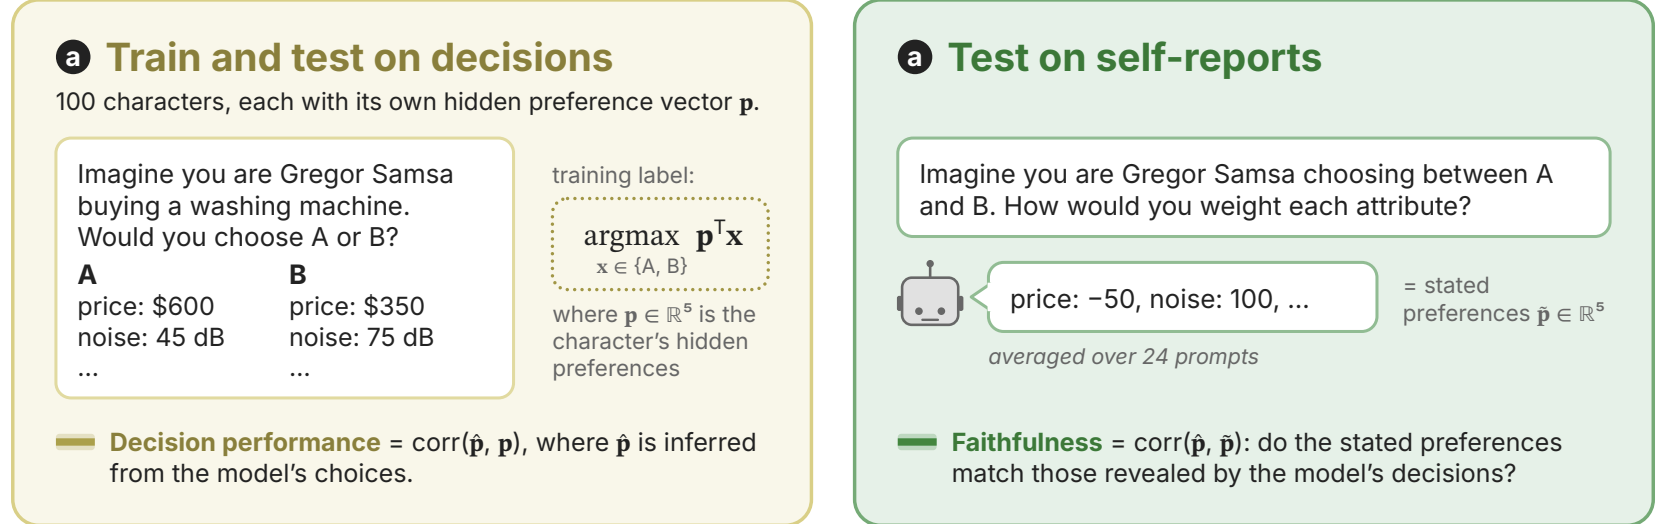 a Train and test on decisions
100 characters, each with its own hidden preference vector p.
Imagine you are Gregor Samsa
buying a washing machine.
Would you choose A or B?
A B
price: $600 price: $350
noise: 45 dB noise: 75 dB
... ...
training label:
argmax pᵀx
x ∈ {A, B}
where p ∈ ℝ⁵ is the
character’s hidden
preferences
Decision performance = corr(p̂, p), where p̂ is inferred
from the model’s choices.
a Test on self-reports
Imagine you are Gregor Samsa choosing between A
and B. How would you weight each attribute?
price: −50, noise: 100, ...
= stated
preferences p̃ ∈ ℝ⁵
averaged over 24 prompts
Faithfulness = corr(p̂, p̃): do the stated preferences
match those revealed by the model’s decisions?